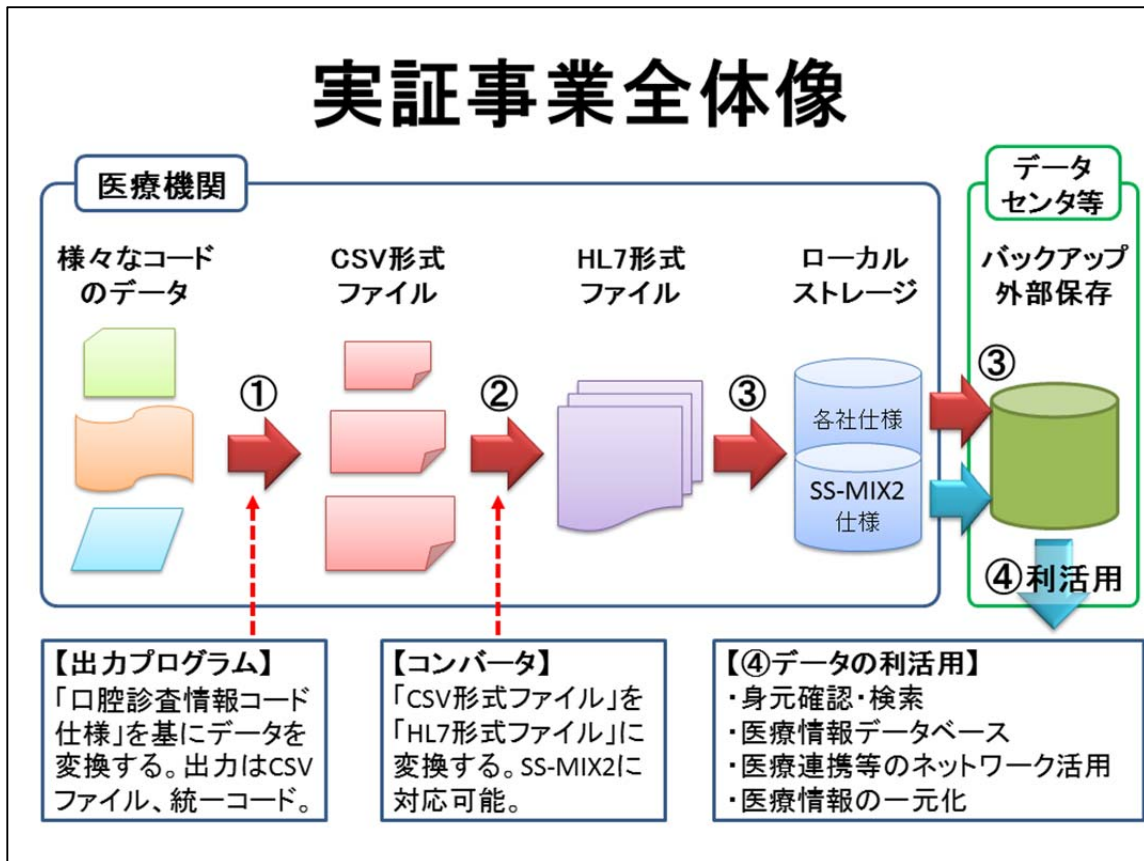 実証事業全体像
医療機関
データ
センタ等
様々なコード
のデータ
CSV形式
ファイル
HL7形式
ファイル
ローカル
ストレージ
バックアップ
外部保存
①
②
③
③
各社仕様
SS-MIX2
仕様
④利活用
【出力プログラム】
「口腔診査情報コード
仕様」を基にデータを
変換する。出力はCSV
ファイル、統一コード。
【コンバータ】
「CSV形式ファイル」を
「HL7形式ファイル」に
変換する。SS-MIX2に
対応可能。
【④データの利活用】
・身元確認・検索
・医療情報データベース
・医療連携等のネットワーク活用
・医療情報の一元化